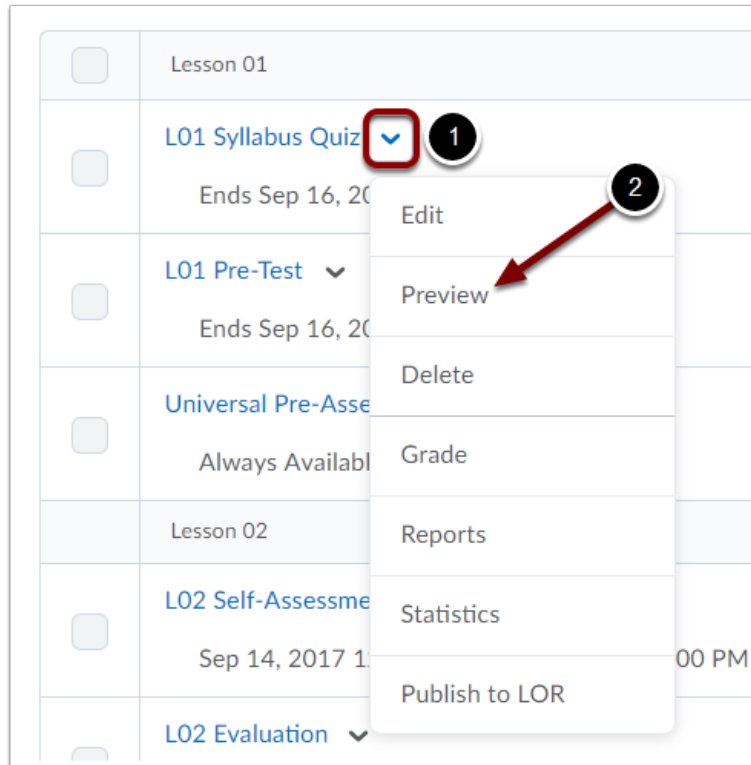 Lesson 01
L01 Syllabus Quiz 1
Ends Sep 16, 2
2
Edit
L01 Pre-Test
Preview
Ends Sep 16, 2
Delete
Universal Pre-Asse
Always Availabl
Grade
Lesson 02
Reports
L02 Self-Assessme
Statistics
Sep 14, 2017 1 00 PM
Publish to LOR
L02 Evaluation